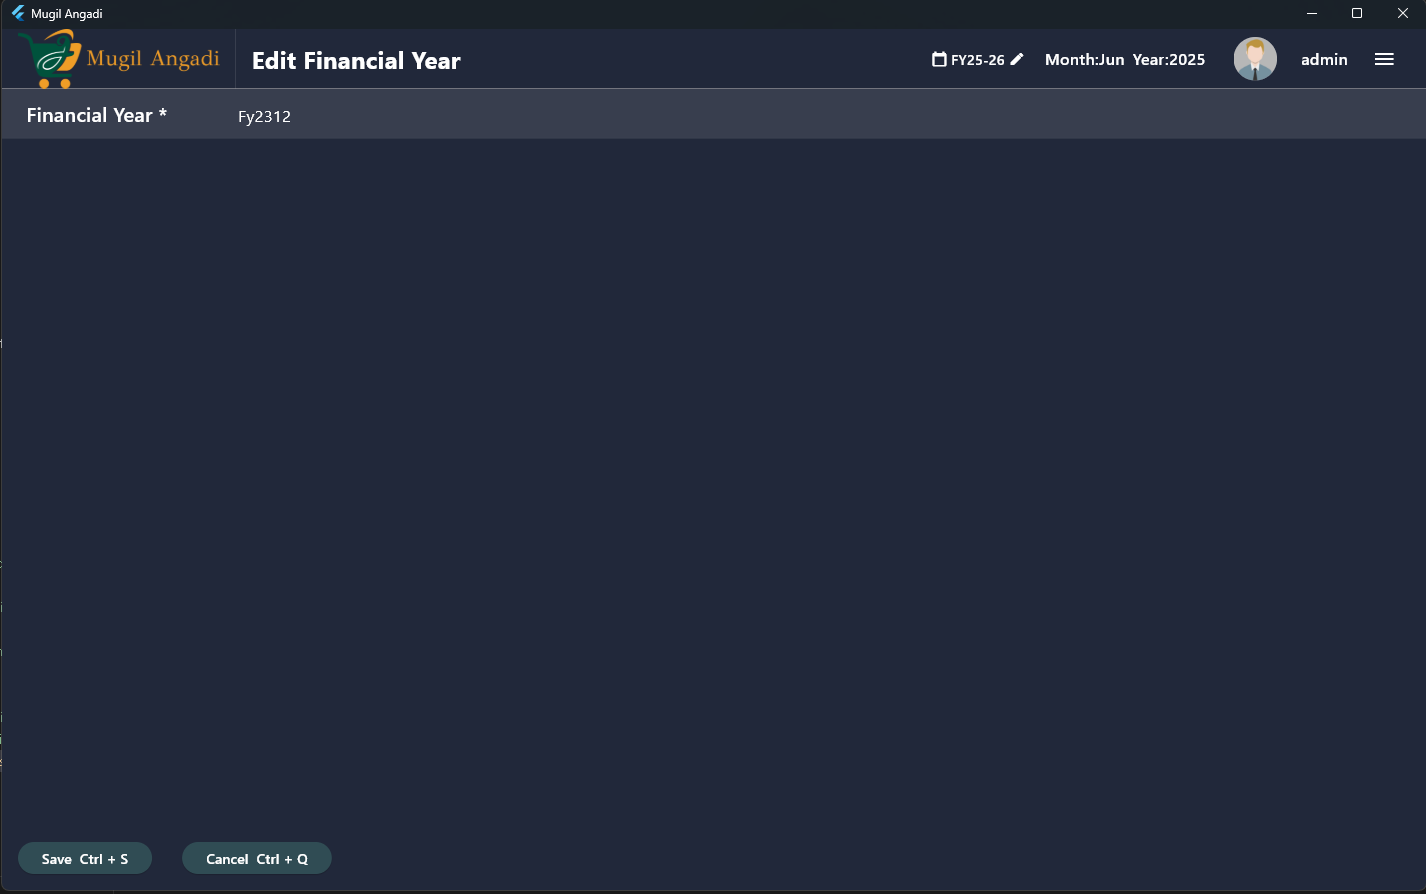 Mugil Angadi
Mugil Angadi
Edit Financial Year
FY25-26
Month:Jun Year:2025
admin
Financial Year *
Fy2312
Save Ctrl + S
Cancel Ctrl + Q